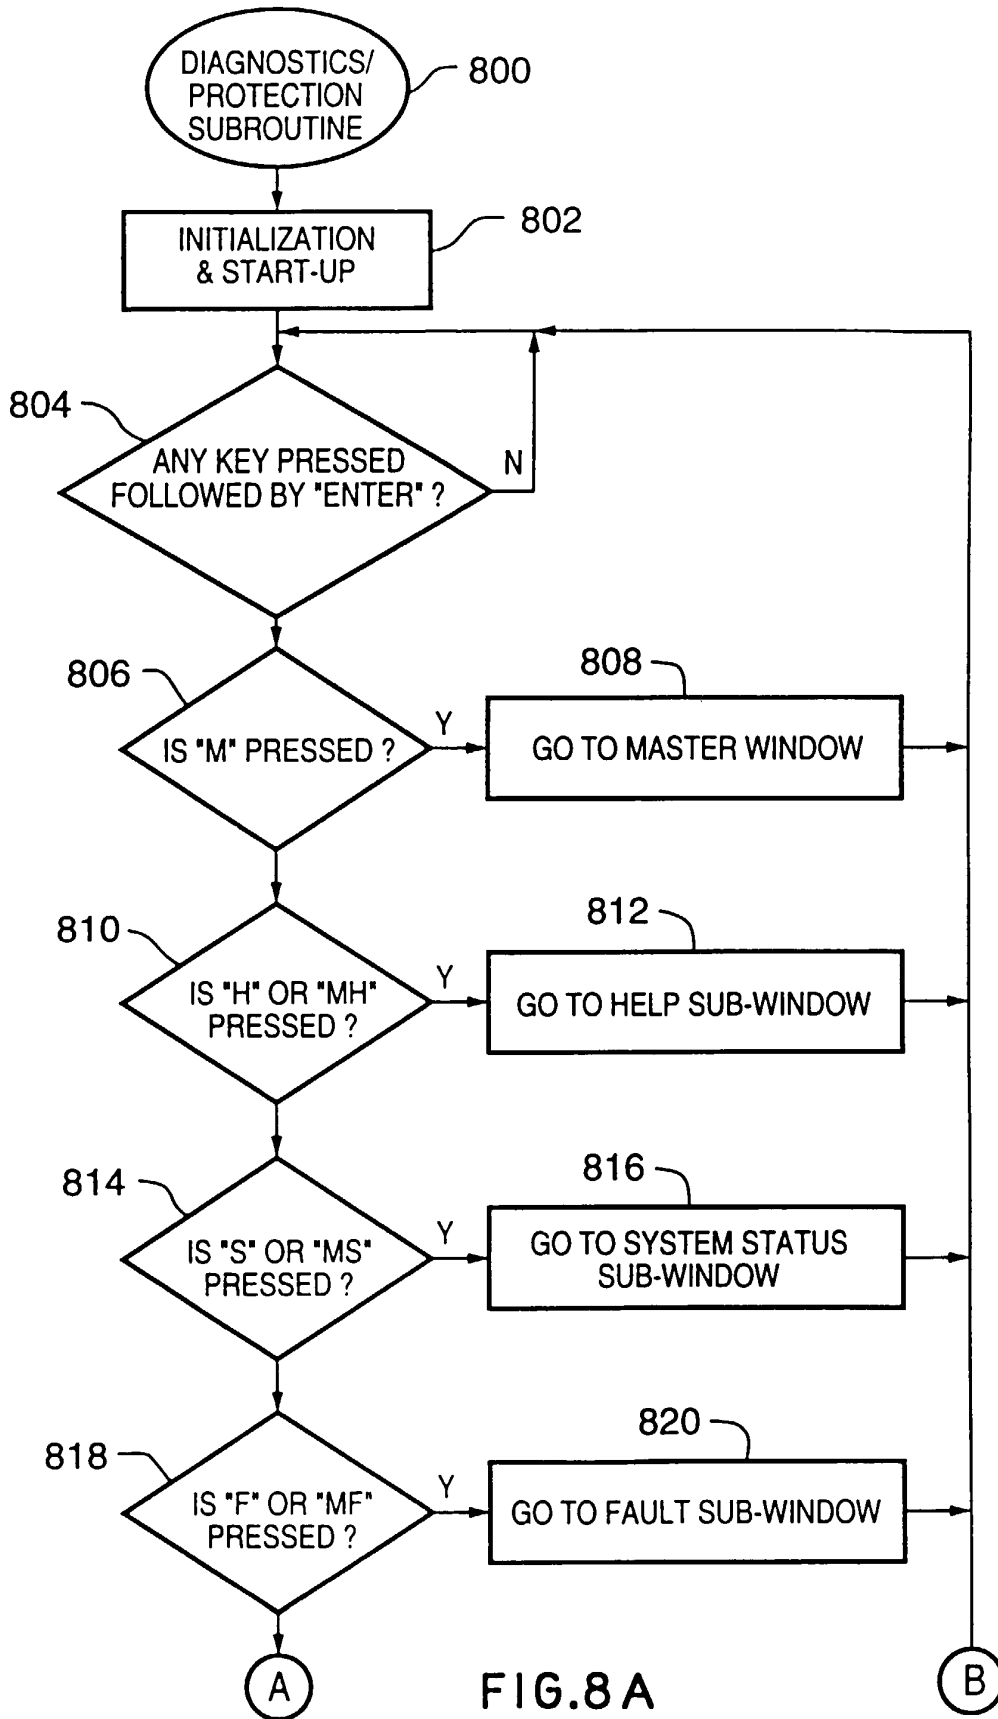 DIAGNOSTICS/
PROTECTION
SUBROUTINE
800
INITIALIZATION
& START-UP
802
804
ANY KEY PRESSED
FOLLOWED BY "ENTER" ?
N
806
IS "M" PRESSED ?
Y
808
GO TO MASTER WINDOW
810
IS "H" OR "MH"
PRESSED ?
Y
812
GO TO HELP SUB-WINDOW
814
IS "S" OR "MS"
PRESSED ?
Y
816
GO TO SYSTEM STATUS
SUB-WINDOW
818
IS "F" OR "MF"
PRESSED ?
Y
820
GO TO FAULT SUB-WINDOW
A
FIG.8A
B